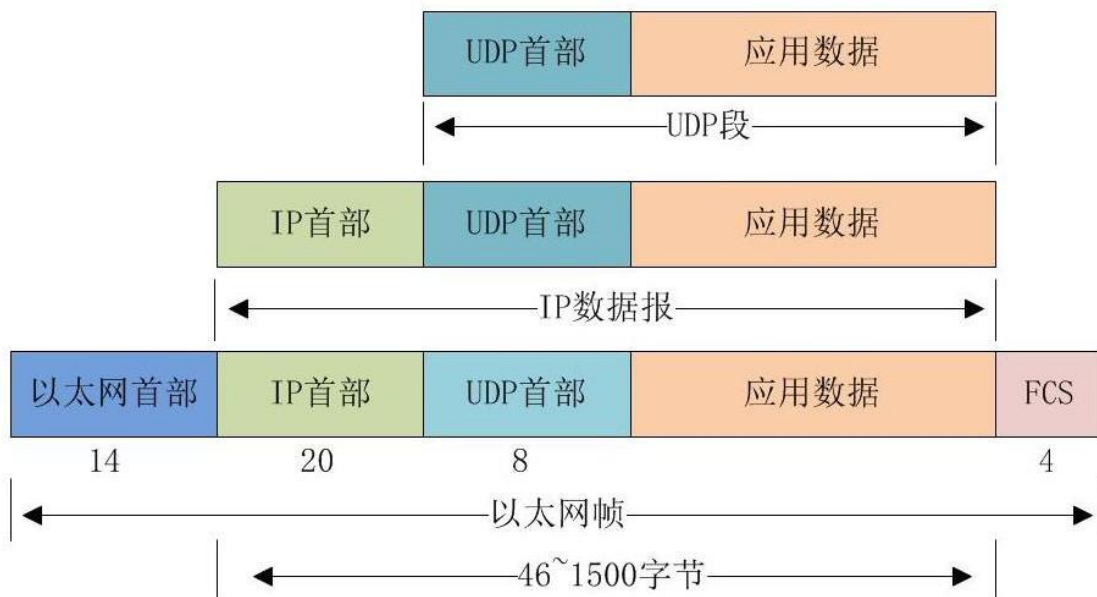 UDP首部 应用数据
UDP段
IP首部 UDP首部 应用数据
IP数据报
以太网首部 IP首部 UDP首部 应用数据 FCS
14 20 8 4
以太网帧
46~1500字节